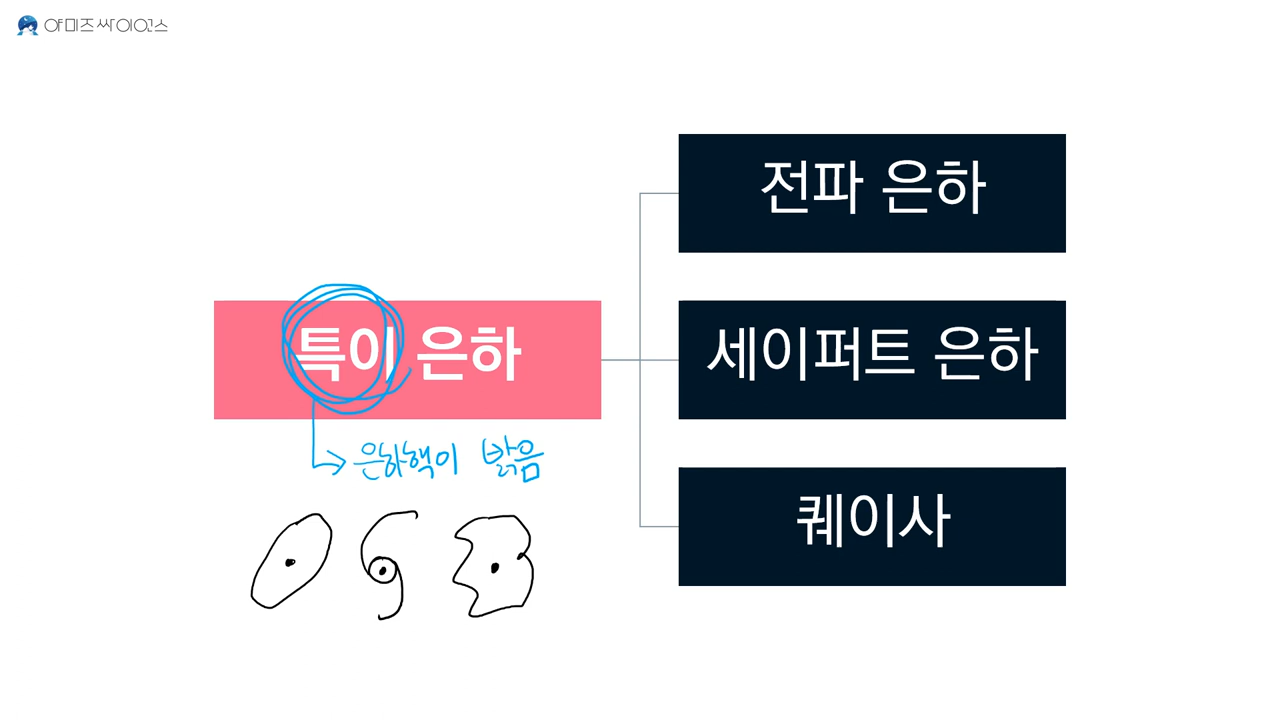 야미즈 싸이언스
특이 은하
은하핵이 밝음
전파 은하
세이퍼트 은하
퀘이사